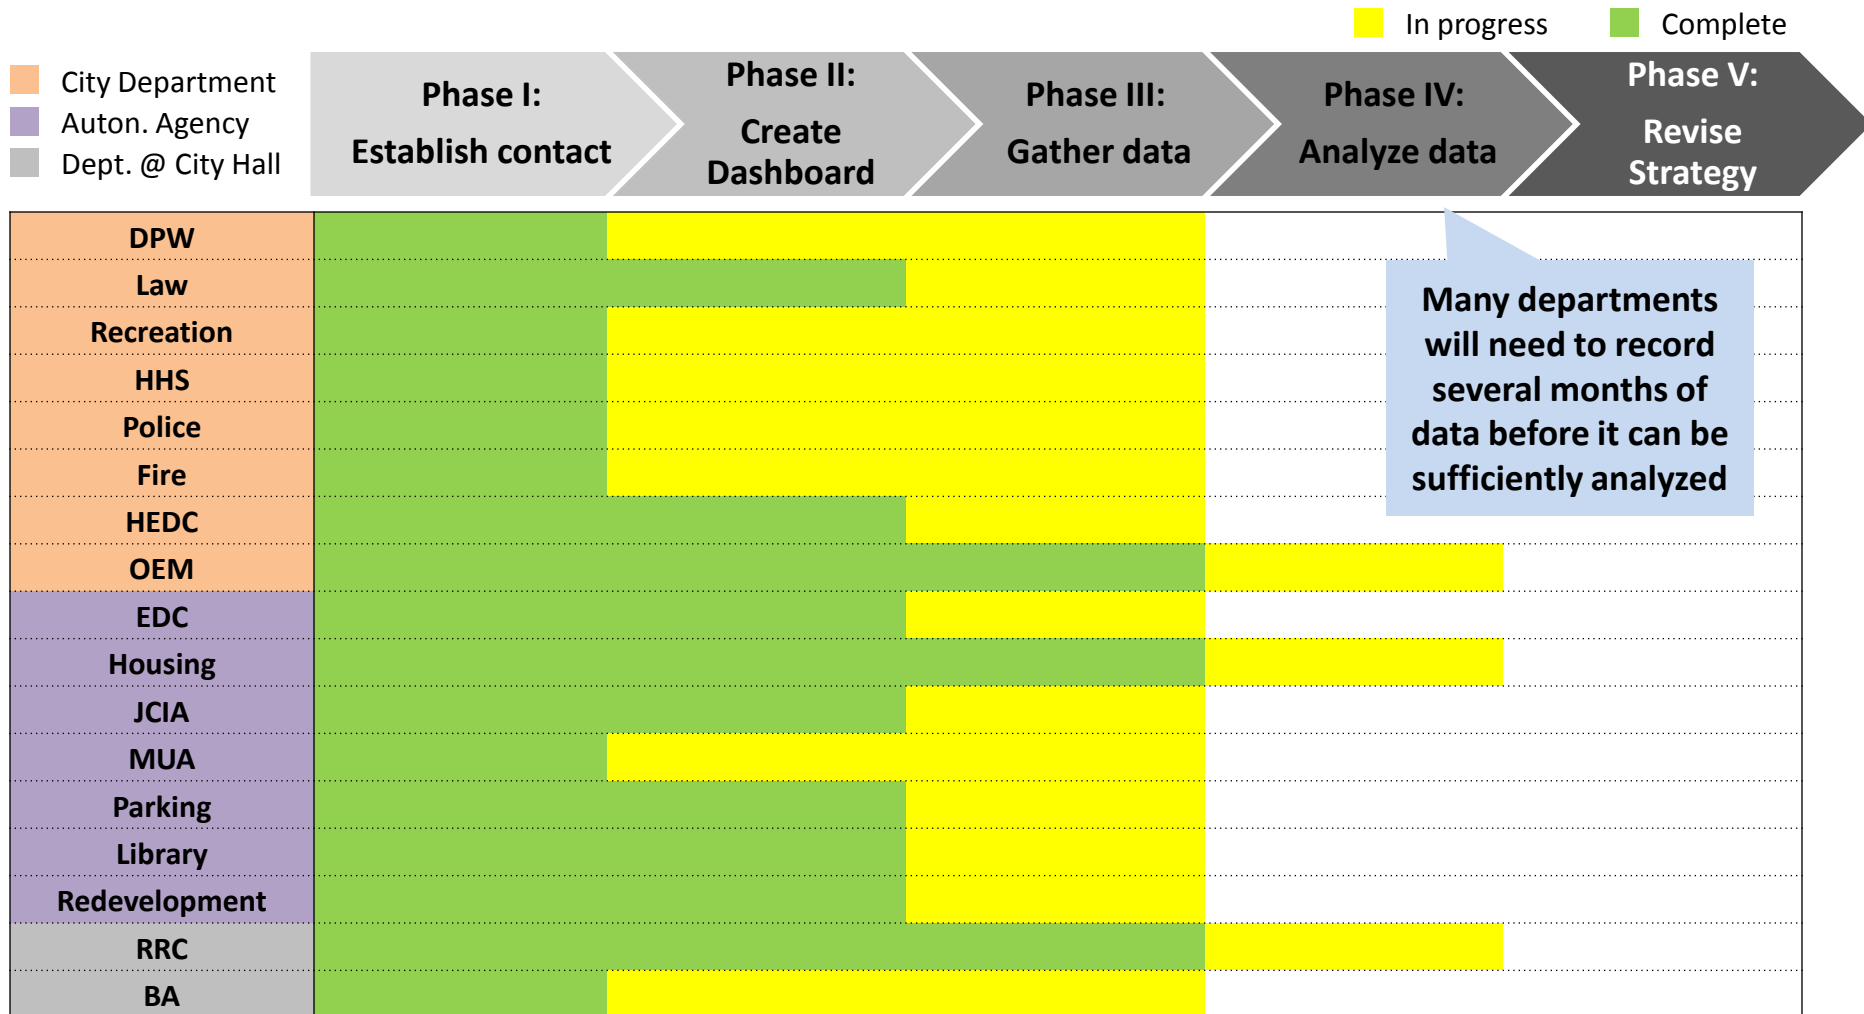 In progress
Complete
City Department
Auton. Agency
Dept. @ City Hall
Phase I:
Establish contact
Phase II:
Create
Dashboard
Phase III:
Gather data
Phase IV:
Analyze data
Phase V:
Revise
Strategy
DPW
Law
Recreation
HHS
Police
Fire
HEDC
OEM
EDC
Housing
JCIA
MUA
Parking
Library
Redevelopment
RRC
BA
Many departments
will need to record
several months of
data before it can be
sufficiently analyzed